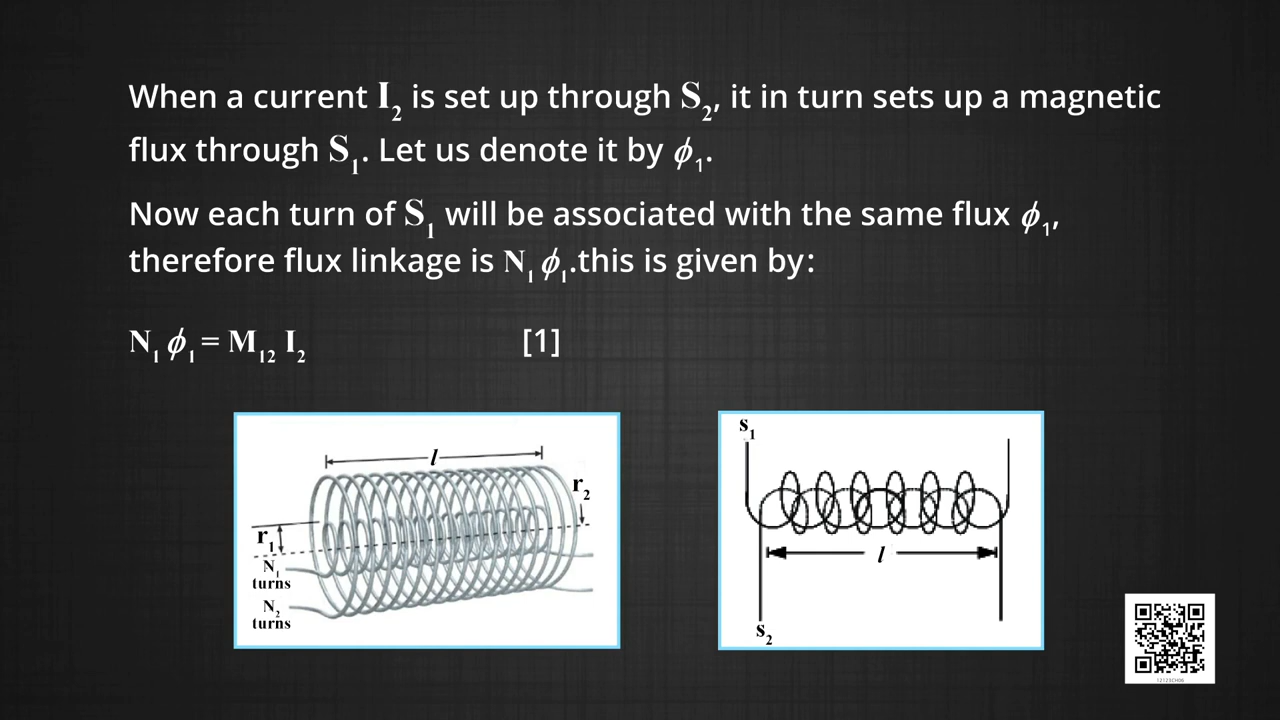 When a current I₂ is set up through S₂, it in turn sets up a magnetic
flux through S₁. Let us denote it by ϕ₁.
Now each turn of S₁ will be associated with the same flux ϕ₁,
therefore flux linkage is N₁ ϕ₁.this is given by:
N₁ ϕ₁ = M₁₂ I₂ [1]
l
r₂
r₁
N₁
turns
N₂
turns
s₁
l
s₂
12123CH06